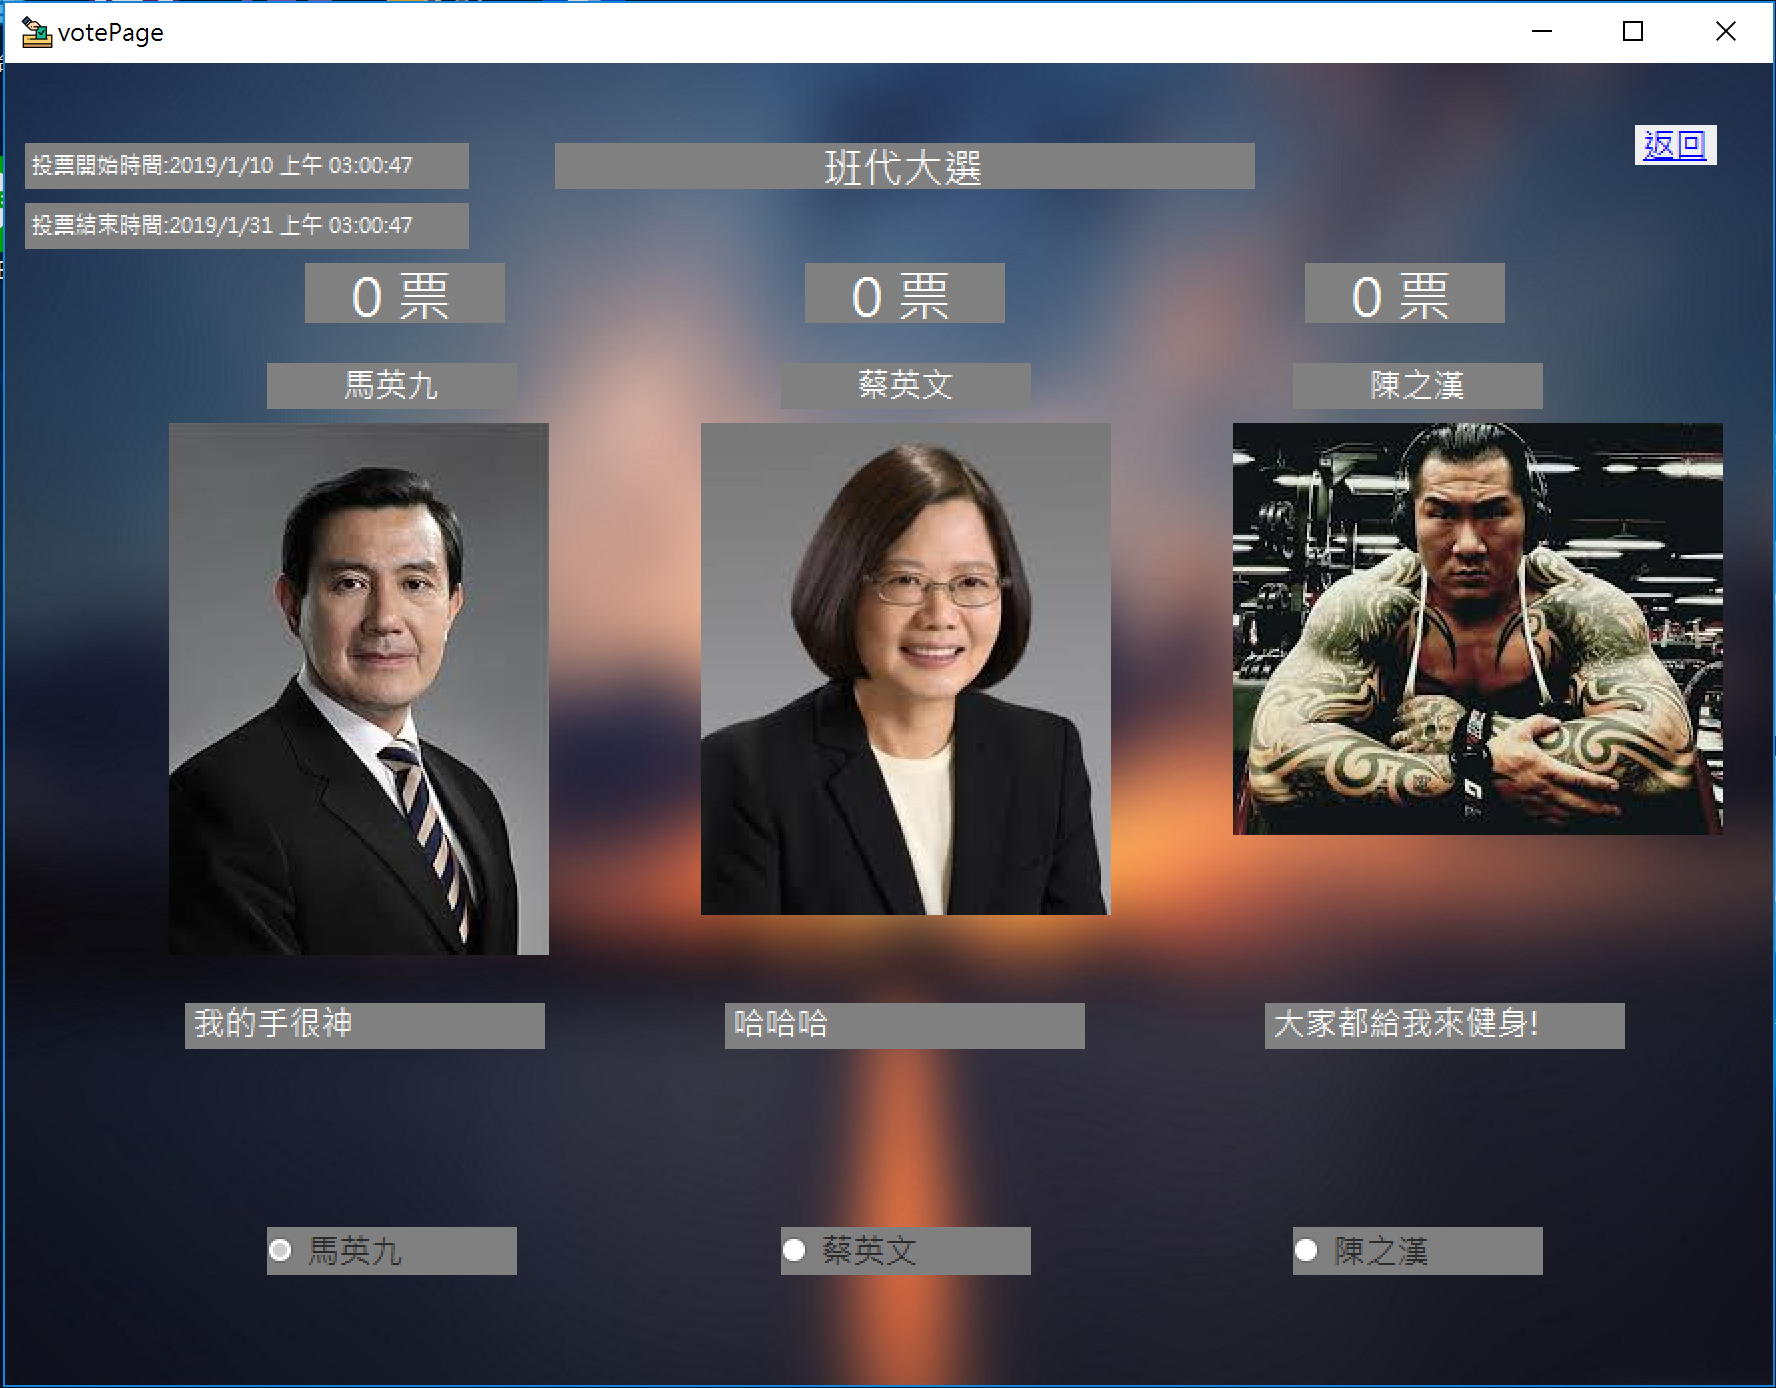 votePage
返回
投票開始時間:2019/1/10 上午 03:00:47
班代大選
投票結束時間:2019/1/31 上午 03:00:47
0 票
0 票
0 票
馬英九
蔡英文
陳之漢
我的手很神
哈哈哈
大家都給我來健身!
馬英九
蔡英文
陳之漢